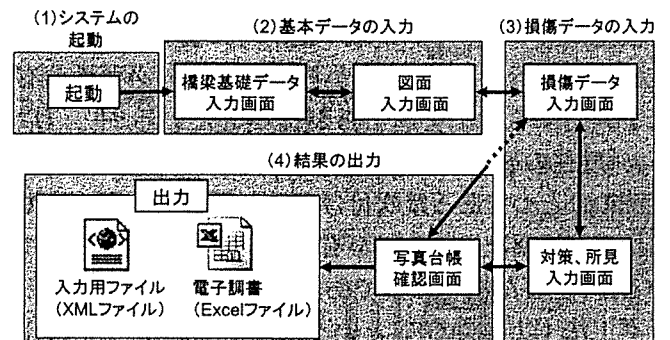 (1)システムの
起動
(2)基本データの入力
(3)損傷データの入力
起動
橋梁基礎データ
入力画面
図面
入力画面
損傷データ
入力画面
(4)結果の出力
出力
入力用ファイル
(XMLファイル)
電子調書
(Excelファイル)
写真台帳
確認画面
対策、所見
入力画面